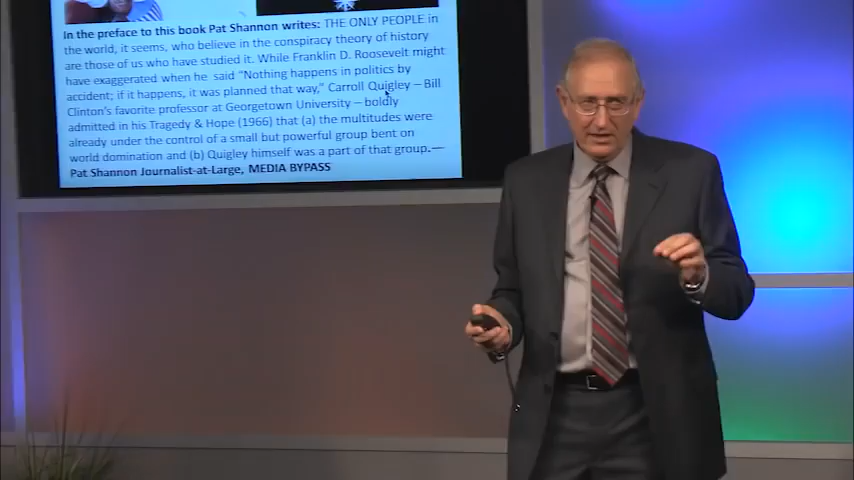 In the preface to this book Pat Shannon writes: THE ONLY PEOPLE in
the world, it seems, who believe in the conspiracy theory of history
are those of us who have studied it. While Franklin D. Roosevelt might
have exaggerated when he said "Nothing happens in politics by
accident; if it happens, it was planned that way," Carroll Quigley – Bill
Clinton's favorite professor at Georgetown University – boldly
admitted in his Tragedy & Hope (1966) that (a) the multitudes were
already under the control of a small but powerful group bent on
world domination and (b) Quigley himself was a part of that group.—
Pat Shannon Journalist-at-Large, MEDIA BYPASS